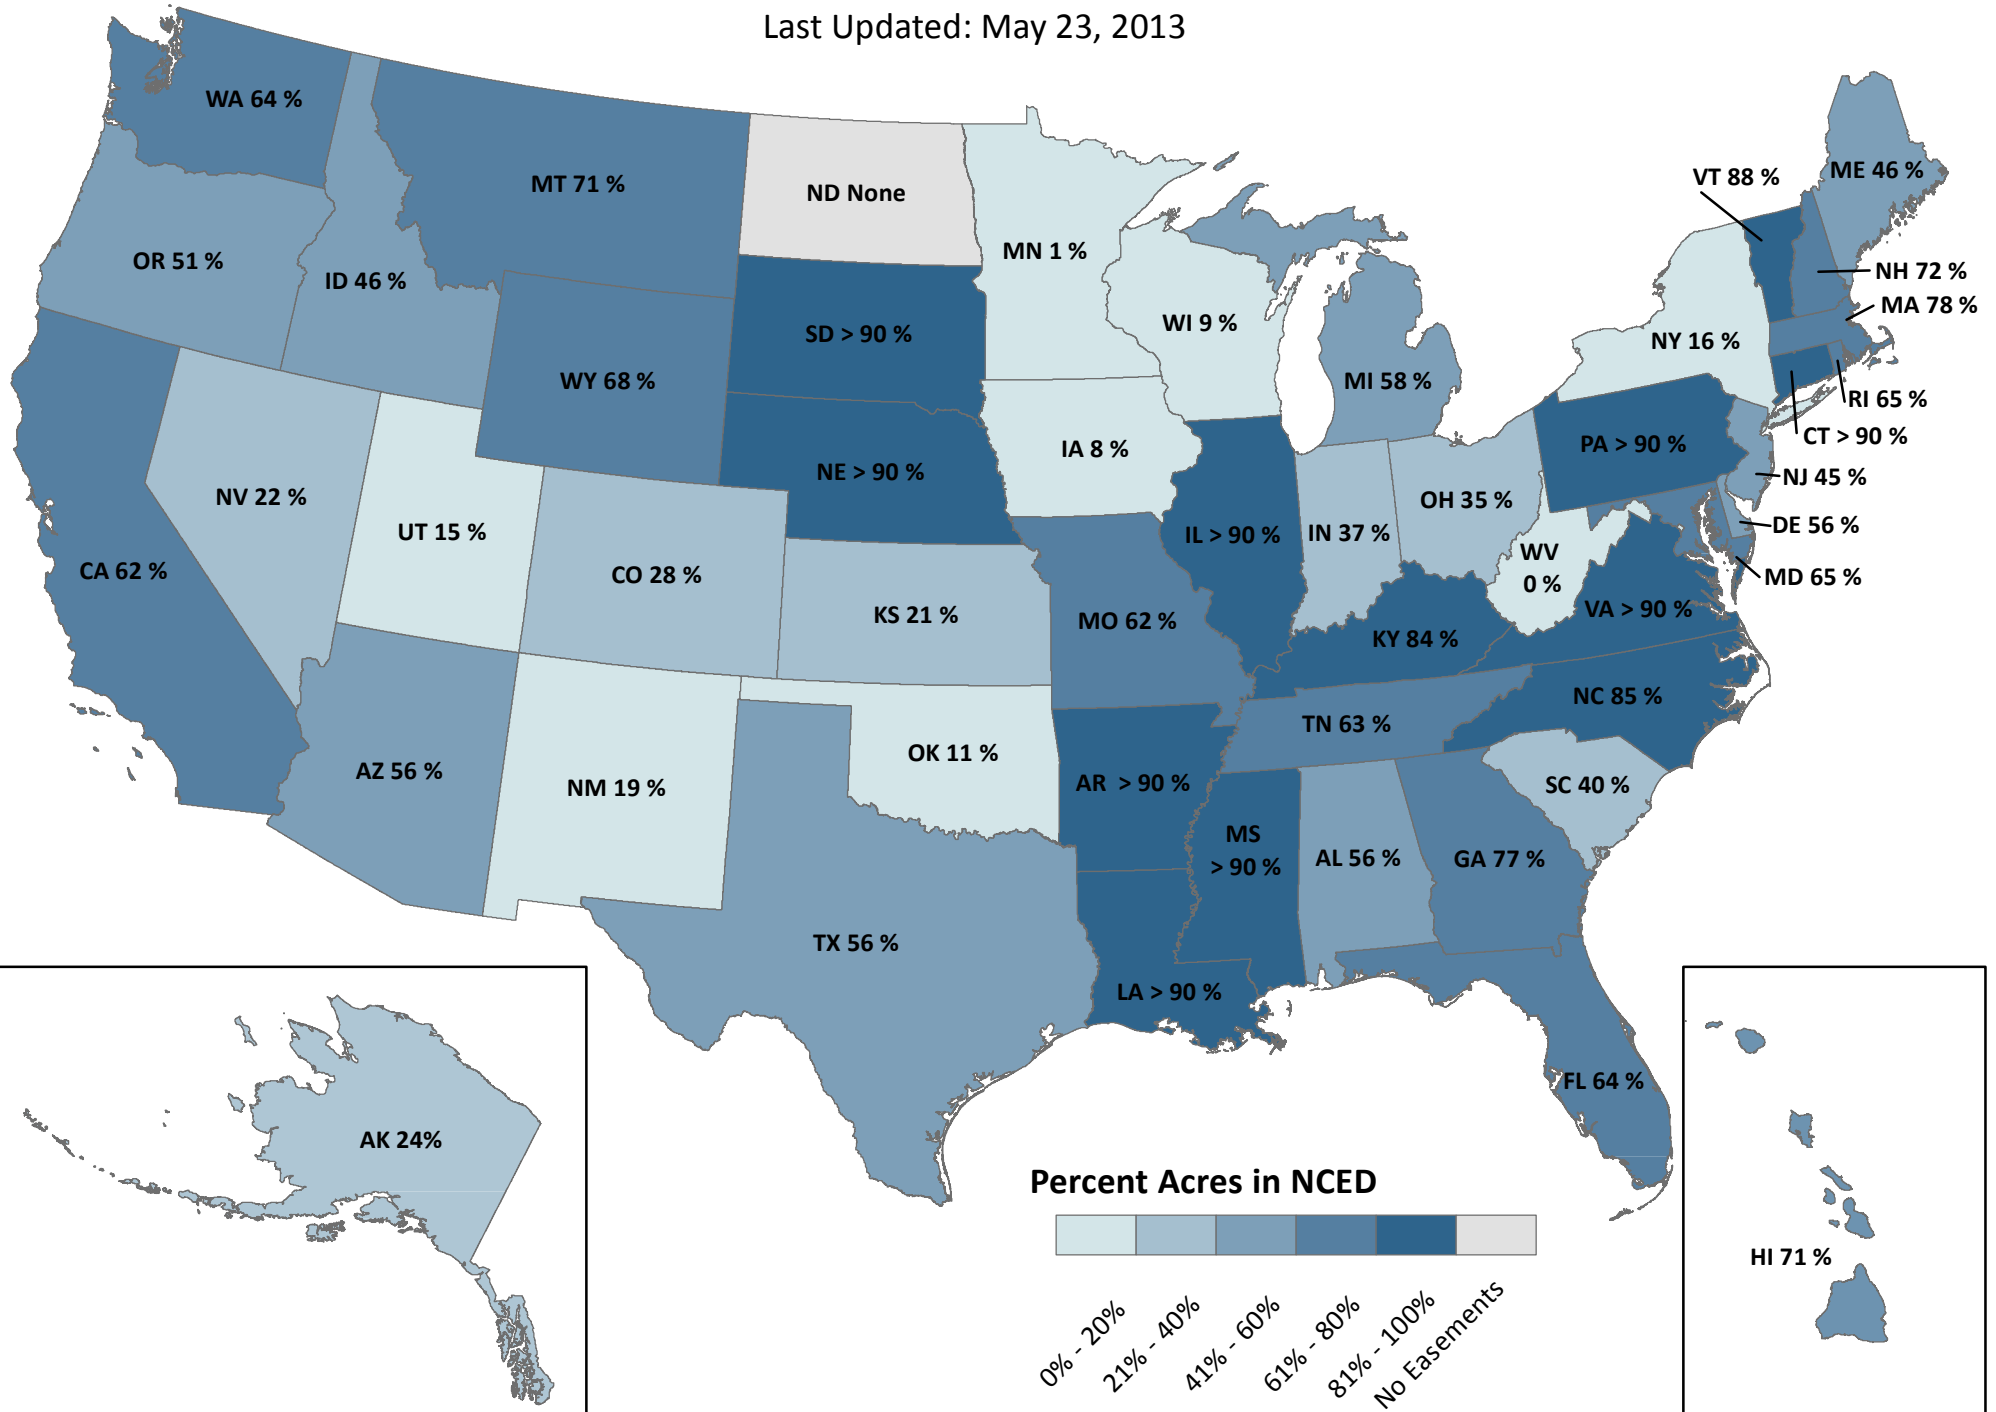 Last Updated: May 23, 2013
WA 64 %
MT 71 %
ND None
MN 1 %
VT 88 %
ME 46 %
OR 51 %
ID 46 %
NH 72 %
MA 78 %
WI 9 %
SD > 90 %
NY 16 %
WY 68 %
MI 58 %
RI 65 %
CT > 90 %
IA 8 %
PA > 90 %
NE > 90 %
NJ 45 %
NV 22 %
OH 35 %
UT 15 %
IL > 90 %
IN 37 %
DE 56 %
WV
0 %
CA 62 %
CO 28 %
MD 65 %
KS 21 %
MO 62 %
VA > 90 %
KY 84 %
NC 85 %
TN 63 %
OK 11 %
AZ 56 %
NM 19 %
AR > 90 %
SC 40 %
MS
> 90 %
AL 56 %
GA 77 %
TX 56 %
LA > 90 %
FL 64 %
AK 24%
HI 71 %
Percent Acres in NCED
0% - 20%
21% - 40%
41% - 60%
61% - 80%
81% - 100%
No Easements